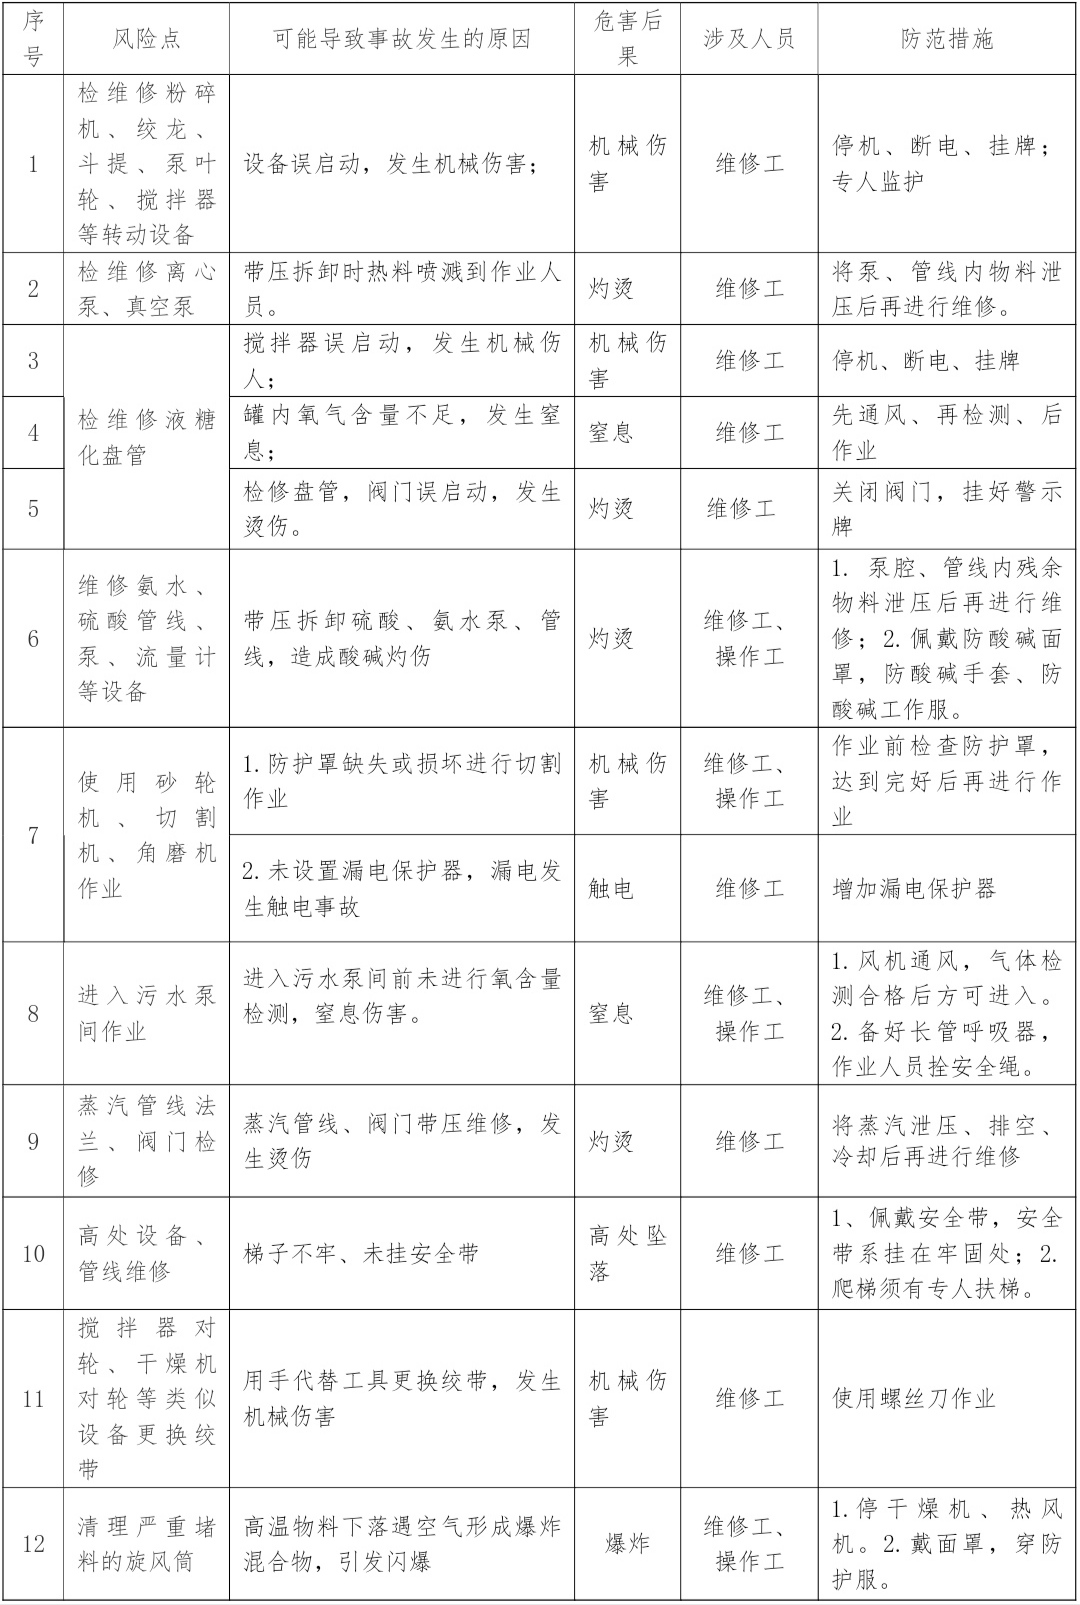 序号
风险点
可能导致事故发生的原因
危害后果
涉及人员
防范措施
1
检维修粉碎
机、绞龙、
斗提、泵叶
轮、搅拌器
等转动设备
设备误启动，发生机械伤害；
机械伤
害
维修工
停机、断电、挂牌；
专人监护
2
检维修离心
泵、真空泵
带压拆卸时热料喷溅到作业人
员。
灼烫
维修工
将泵、管线内物料泄
压后再进行维修。
3
检维修液糖
化盘管
搅拌器误启动，发生机械伤
人；
机械伤
害
维修工
停机、断电、挂牌
4
罐内氧气含量不足，发生窒
息；
窒息
维修工
先通风、再检测、后
作业
5
检修盘管，阀门误启动，发生
烫伤。
灼烫
维修工
关闭阀门，挂好警示
牌
6
维修氨水、
硫酸管线、
泵、流量计
等设备
带压拆卸硫酸、氨水泵、管
线，造成酸碱灼伤
灼烫
维修工、
操作工
1. 泵腔、管线内残余
物料泄压后再进行维
修；2.佩戴防酸碱面
罩，防酸碱手套、防
酸碱工作服。
7
使用砂轮
机、切割
机、角磨机
作业
1.防护罩缺失或损坏进行切割
作业
机械伤
害
维修工、
操作工
作业前检查防护罩，
达到完好后再进行作
业
2.未设置漏电保护器，漏电发
生触电事故
触电
维修工
增加漏电保护器
8
进入污水泵
间作业
进入污水泵间前未进行氧含量
检测，窒息伤害。
窒息
维修工、
操作工
1.风机通风，气体检
测合格后方可进入。
2.备好长管呼吸器，
作业人员拴安全绳。
9
蒸汽管线法
兰、阀门检
修
蒸汽管线、阀门带压维修，发
生烫伤
灼烫
维修工
将蒸汽泄压、排空、
冷却后再进行维修
10
高处设备、
管线维修
梯子不牢、未挂安全带
高处坠
落
维修工
1、佩戴安全带，安全
带系挂在牢固处；2.
爬梯须有专人扶梯。
11
搅拌器对
轮、干燥机
对轮等类似
设备更换绞
带
用手代替工具更换绞带，发生
机械伤害
机械伤
害
维修工
使用螺丝刀作业
12
清理严重堵
料的旋风筒
高温物料下落遇空气形成爆炸
混合物，引发闪爆
爆炸
维修工、
操作工
1.停干燥机、热风
机。2.戴面罩，穿防
护服。